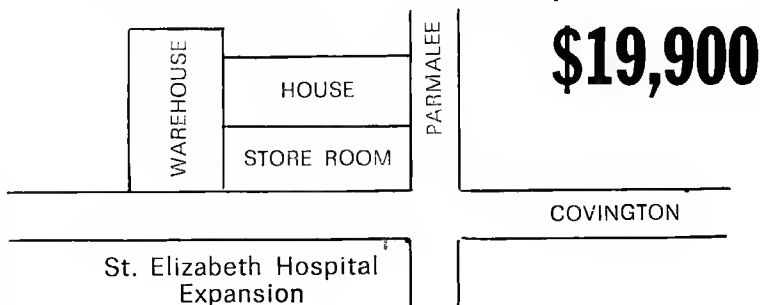 $19,900
WAREHOUSE
HOUSE
STORE ROOM
PARMALEE
COVINGTON
St. Elizabeth Hospital
Expansion